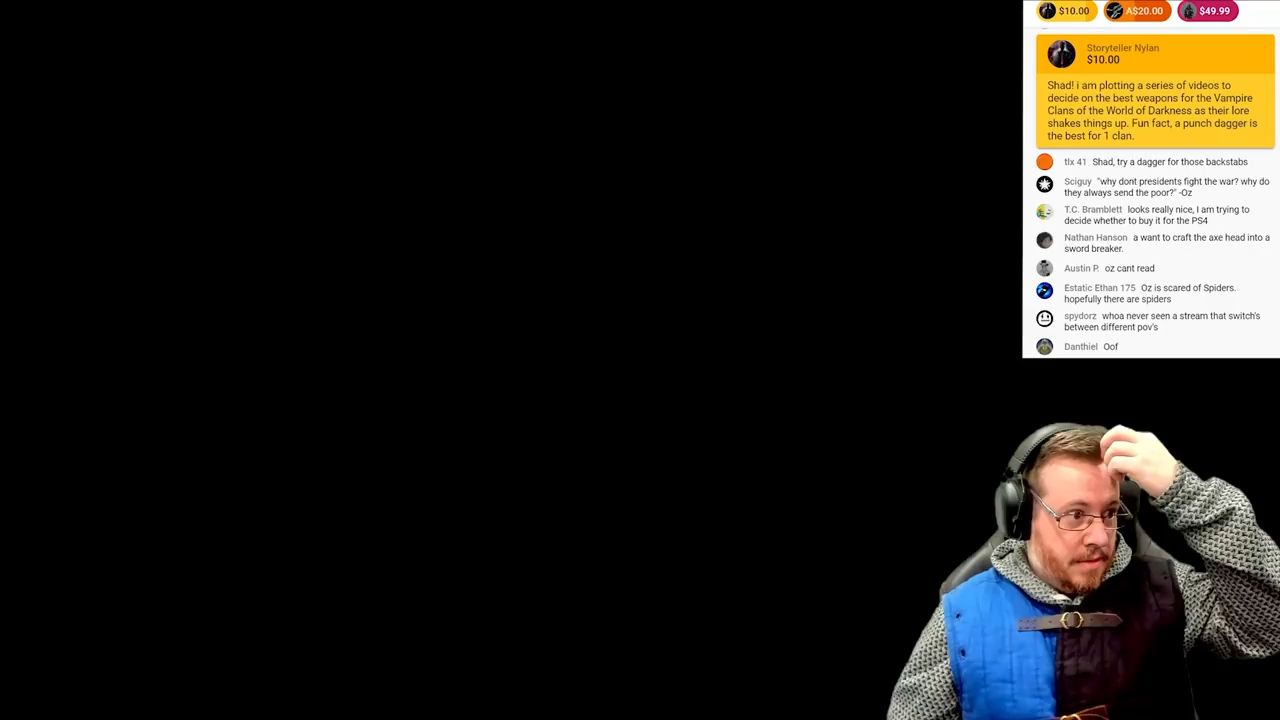 $10.00 A$20.00 $49.99
Storyteller Nylan
$10.00
Shad! i am plotting a series of videos to
decide on the best weapons for the Vampire
Clans of the World of Darkness as their lore
shakes things up. Fun fact, a punch dagger is
the best for 1 clan.
tlx 41 Shad, try a dagger for those backstabs
Sciguy "why dont presidents fight the war? why do
they always send the poor?" -Oz
T.C. Bramblett looks really nice, I am trying to
decide whether to buy it for the PS4
Nathan Hanson a want to craft the axe head into a
sword breaker.
Austin P. oz cant read
Estatic Ethan 175 Oz is scared of Spiders.
hopefully there are spiders
spydorz whoa never seen a stream that switch's
between different pov's
Danthiel Oof